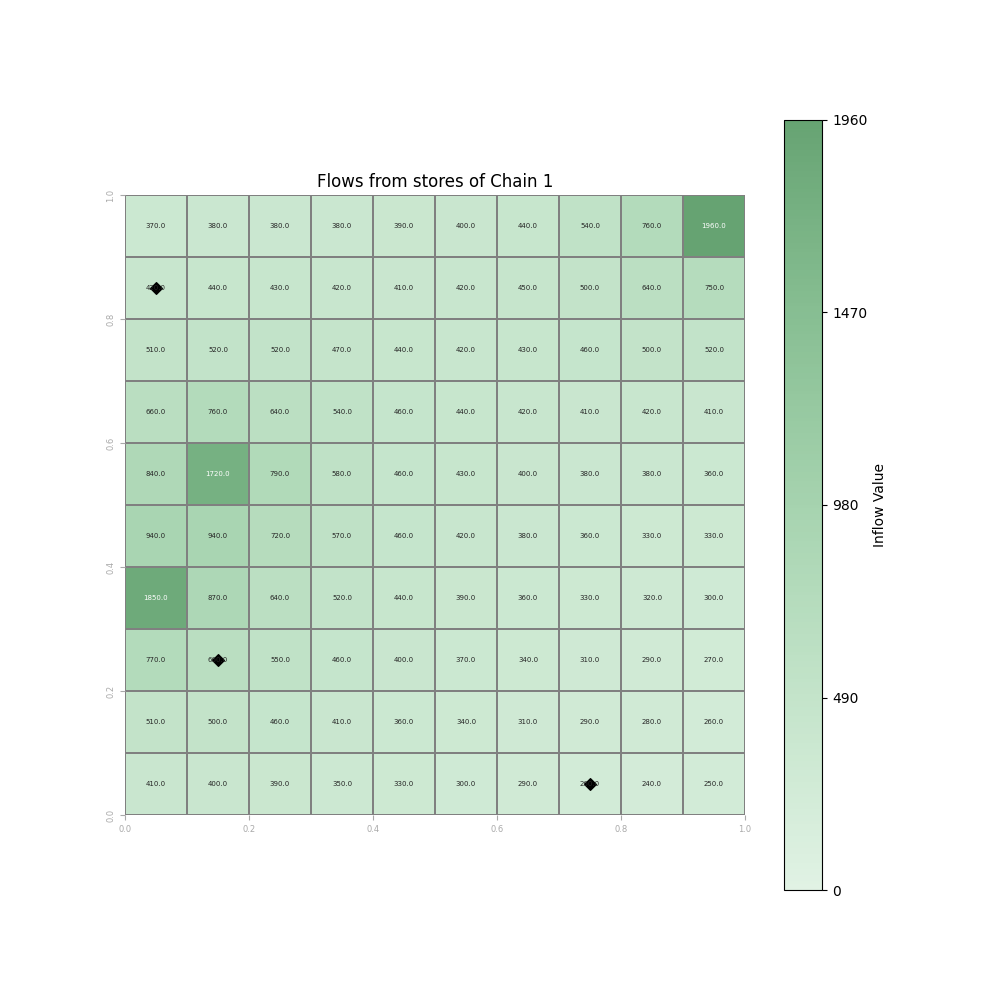 Flows from stores of Chain 1
1.0 370.0 380.0 380.0 380.0 390.0 400.0 440.0 540.0 760.0 1960.0
440.0 430.0 420.0 410.0 420.0 450.0 500.0 640.0 750.0
0.8
510.0 520.0 520.0 470.0 440.0 420.0 430.0 460.0 500.0 520.0
660.0 760.0 640.0 540.0 460.0 440.0 420.0 410.0 420.0 410.0
0.6
840.0 1720.0 790.0 580.0 460.0 430.0 400.0 380.0 380.0 360.0
940.0 940.0 720.0 570.0 460.0 420.0 380.0 360.0 330.0 330.0
0.4
1850.0 870.0 640.0 520.0 440.0 390.0 360.0 330.0 320.0 300.0
770.0 550.0 460.0 400.0 370.0 340.0 310.0 290.0 270.0
0.2
510.0 500.0 460.0 410.0 360.0 340.0 310.0 290.0 280.0 260.0
410.0 400.0 390.0 350.0 330.0 300.0 290.0 240.0 250.0
0.0
0.0 0.2 0.4 0.6 0.8 1.0
1960
1470
980
490
0
Inflow Value